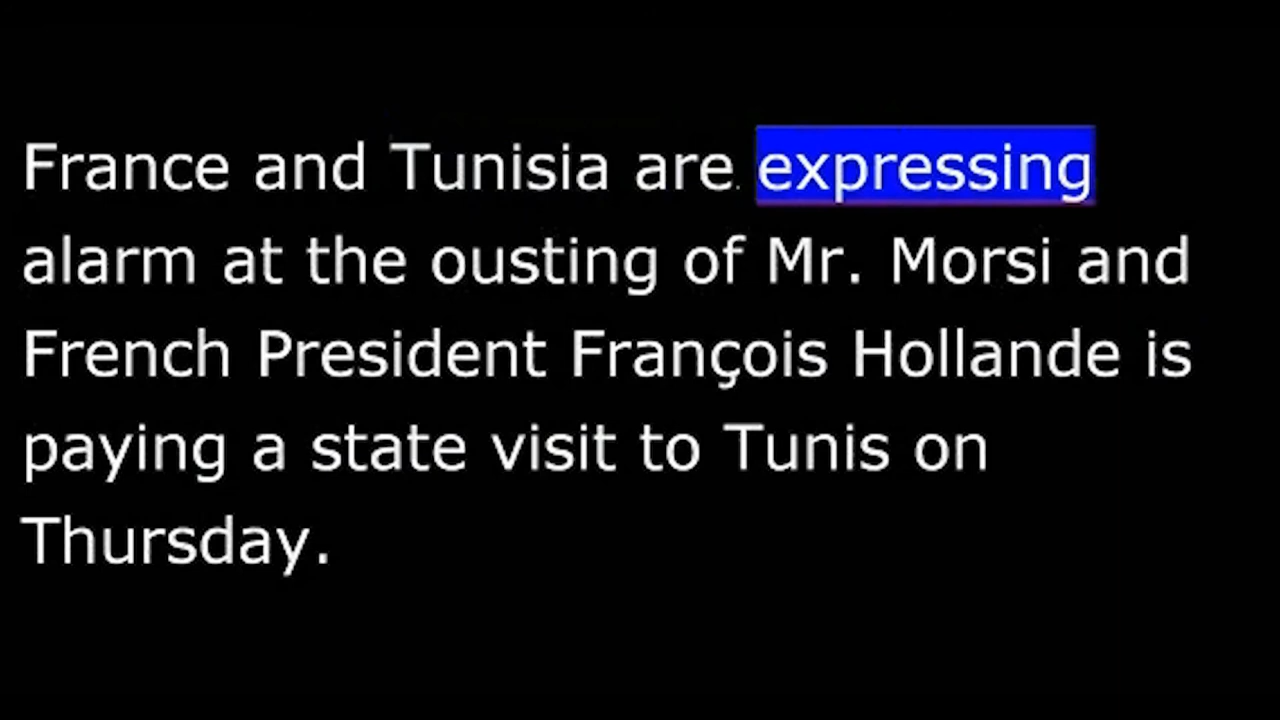 France and Tunisia are expressing
alarm at the ousting of Mr. Morsi and
French President François Hollande is
paying a state visit to Tunis on
Thursday.